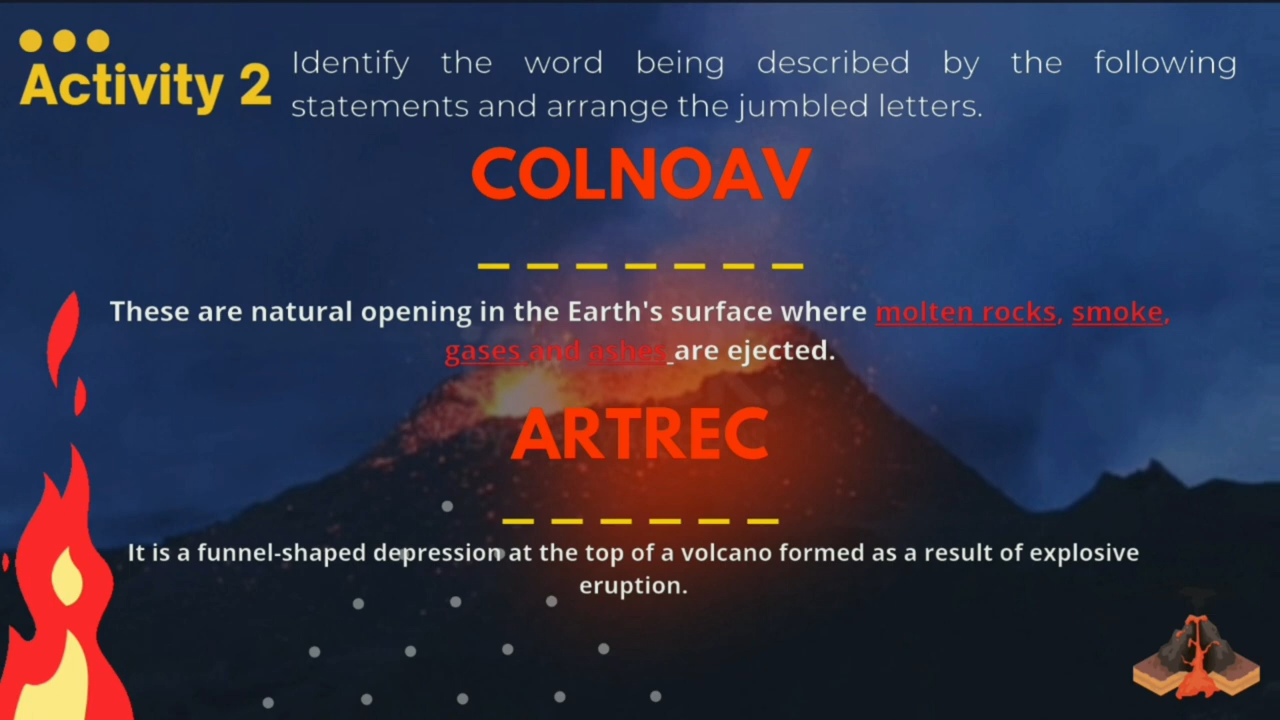 Activity 2
Identify the word being described by the following
statements and arrange the jumbled letters.
COLNOAV
_ _ _ _ _ _ _
These are natural opening in the Earth's surface where molten rocks, smoke,
gases and ashes are ejected.
ARTREC
_ _ _ _ _ _
It is a funnel-shaped depression at the top of a volcano formed as a result of explosive
eruption.